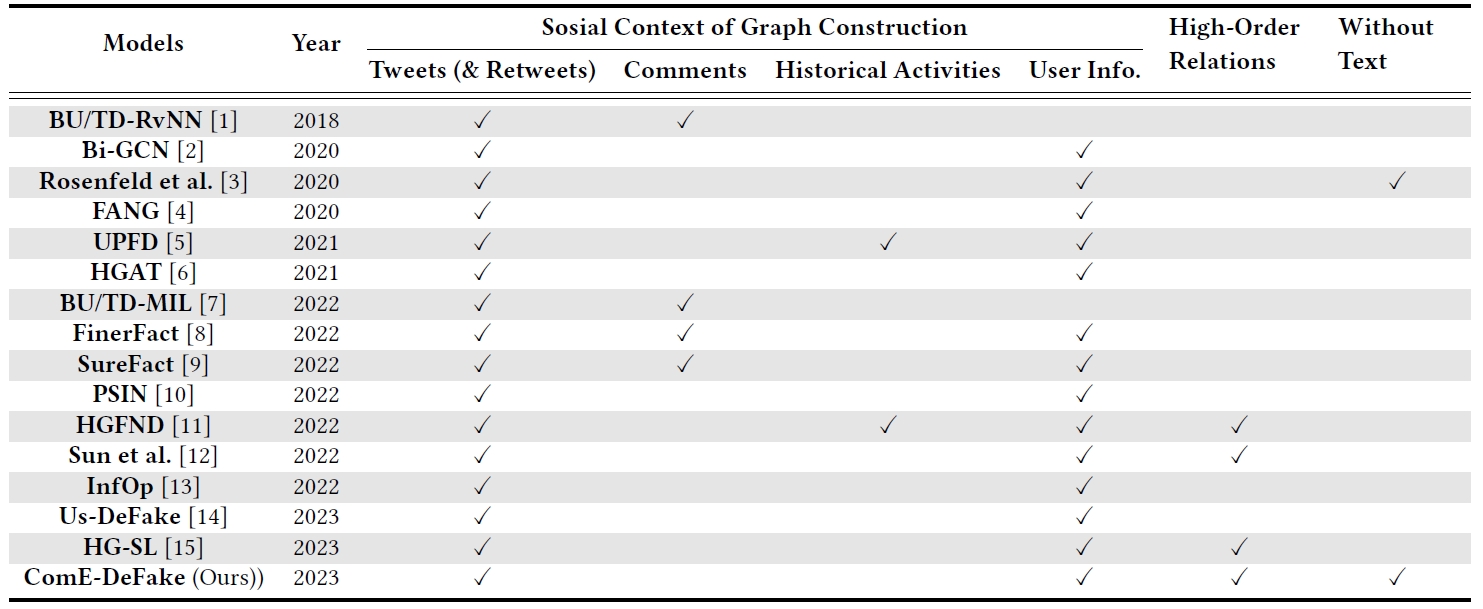 Models Year Sosial Context of Graph Construction High-Order Relations Without Text
Tweets (& Retweets) Comments Historical Activities User Info.
BU/TD-RvNN [1] 2018 ✓ ✓
Bi-GCN [2] 2020 ✓ ✓
Rosenfeld et al. [3] 2020 ✓ ✓ ✓
FANG [4] 2020 ✓ ✓
UPFD [5] 2021 ✓ ✓ ✓
HGAT [6] 2021 ✓ ✓
BU/TD-MIL [7] 2022 ✓ ✓
FinerFact [8] 2022 ✓ ✓ ✓
SureFact [9] 2022 ✓ ✓ ✓
PSIN [10] 2022 ✓ ✓
HGFND [11] 2022 ✓ ✓ ✓ ✓
Sun et al. [12] 2022 ✓ ✓ ✓
InfOp [13] 2022 ✓ ✓
Us-DeFake [14] 2023 ✓ ✓
HG-SL [15] 2023 ✓ ✓ ✓
ComE-DeFake (Ours)) 2023 ✓ ✓ ✓ ✓